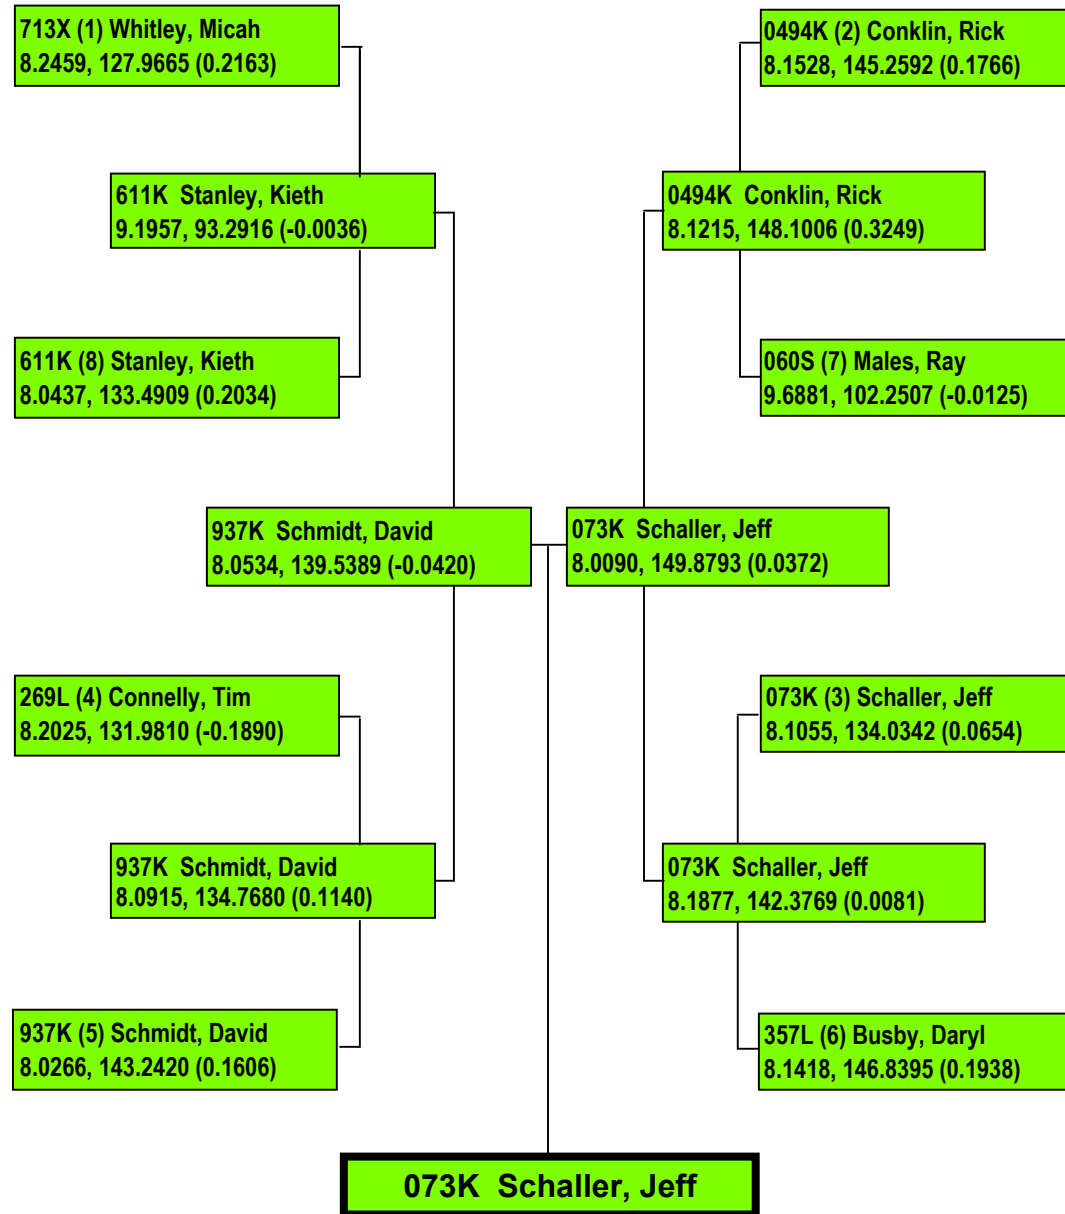 713X (1) Whitley, Micah
8.2459, 127.9665 (0.2163)
0494K (2) Conklin, Rick
8.1528, 145.2592 (0.1766)
611K  Stanley, Kieth
9.1957, 93.2916 (-0.0036)
0494K  Conklin, Rick
8.1215, 148.1006 (0.3249)
611K (8) Stanley, Kieth
8.0437, 133.4909 (0.2034)
060S (7) Males, Ray
9.6881, 102.2507 (-0.0125)
937K  Schmidt, David
8.0534, 139.5389 (-0.0420)
073K  Schaller, Jeff
8.0090, 149.8793 (0.0372)
269L (4) Connelly, Tim
8.2025, 131.9810 (-0.1890)
073K (3) Schaller, Jeff
8.1055, 134.0342 (0.0654)
937K  Schmidt, David
8.0915, 134.7680 (0.1140)
073K  Schaller, Jeff
8.1877, 142.3769 (0.0081)
937K (5) Schmidt, David
8.0266, 143.2420 (0.1606)
357L (6) Busby, Daryl
8.1418, 146.8395 (0.1938)
073K  Schaller, Jeff